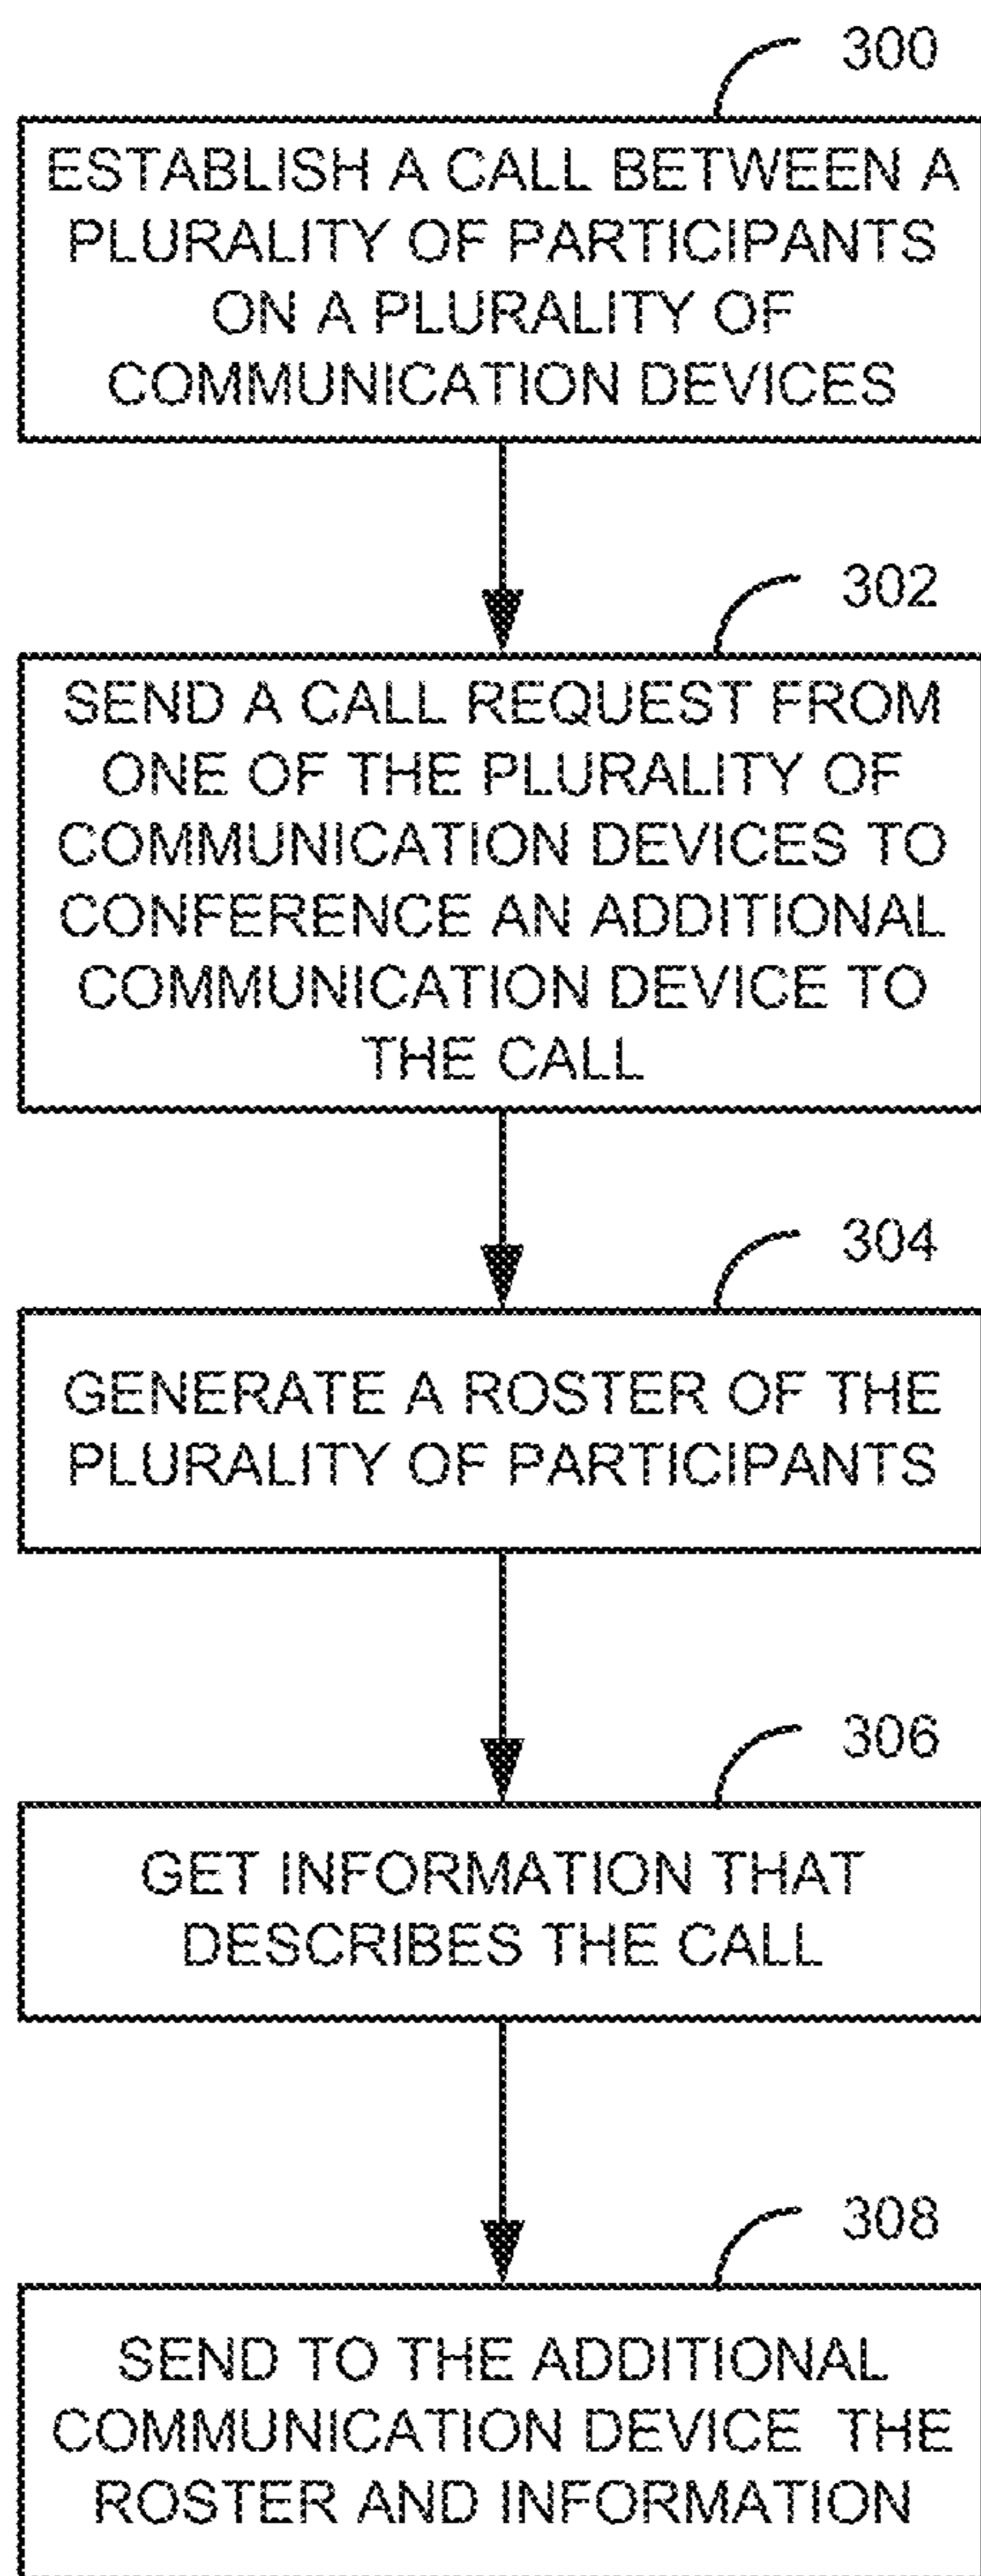 300
ESTABLISH A CALL BETWEEN A
PLURALITY OF PARTICIPANTS
ON A PLURALITY OF
COMMUNICATION DEVICES
302
SEND A CALL REQUEST FROM
ONE OF THE PLURALITY OF
COMMUNICATION DEVICES TO
CONFERENCE AN ADDITIONAL
COMMUNICATION DEVICE TO
THE CALL
304
GENERATE A ROSTER OF THE
PLURALITY OF PARTICIPANTS
306
GET INFORMATION THAT
DESCRIBES THE CALL
308
SEND TO THE ADDITIONAL
COMMUNICATION DEVICE THE
ROSTER AND INFORMATION